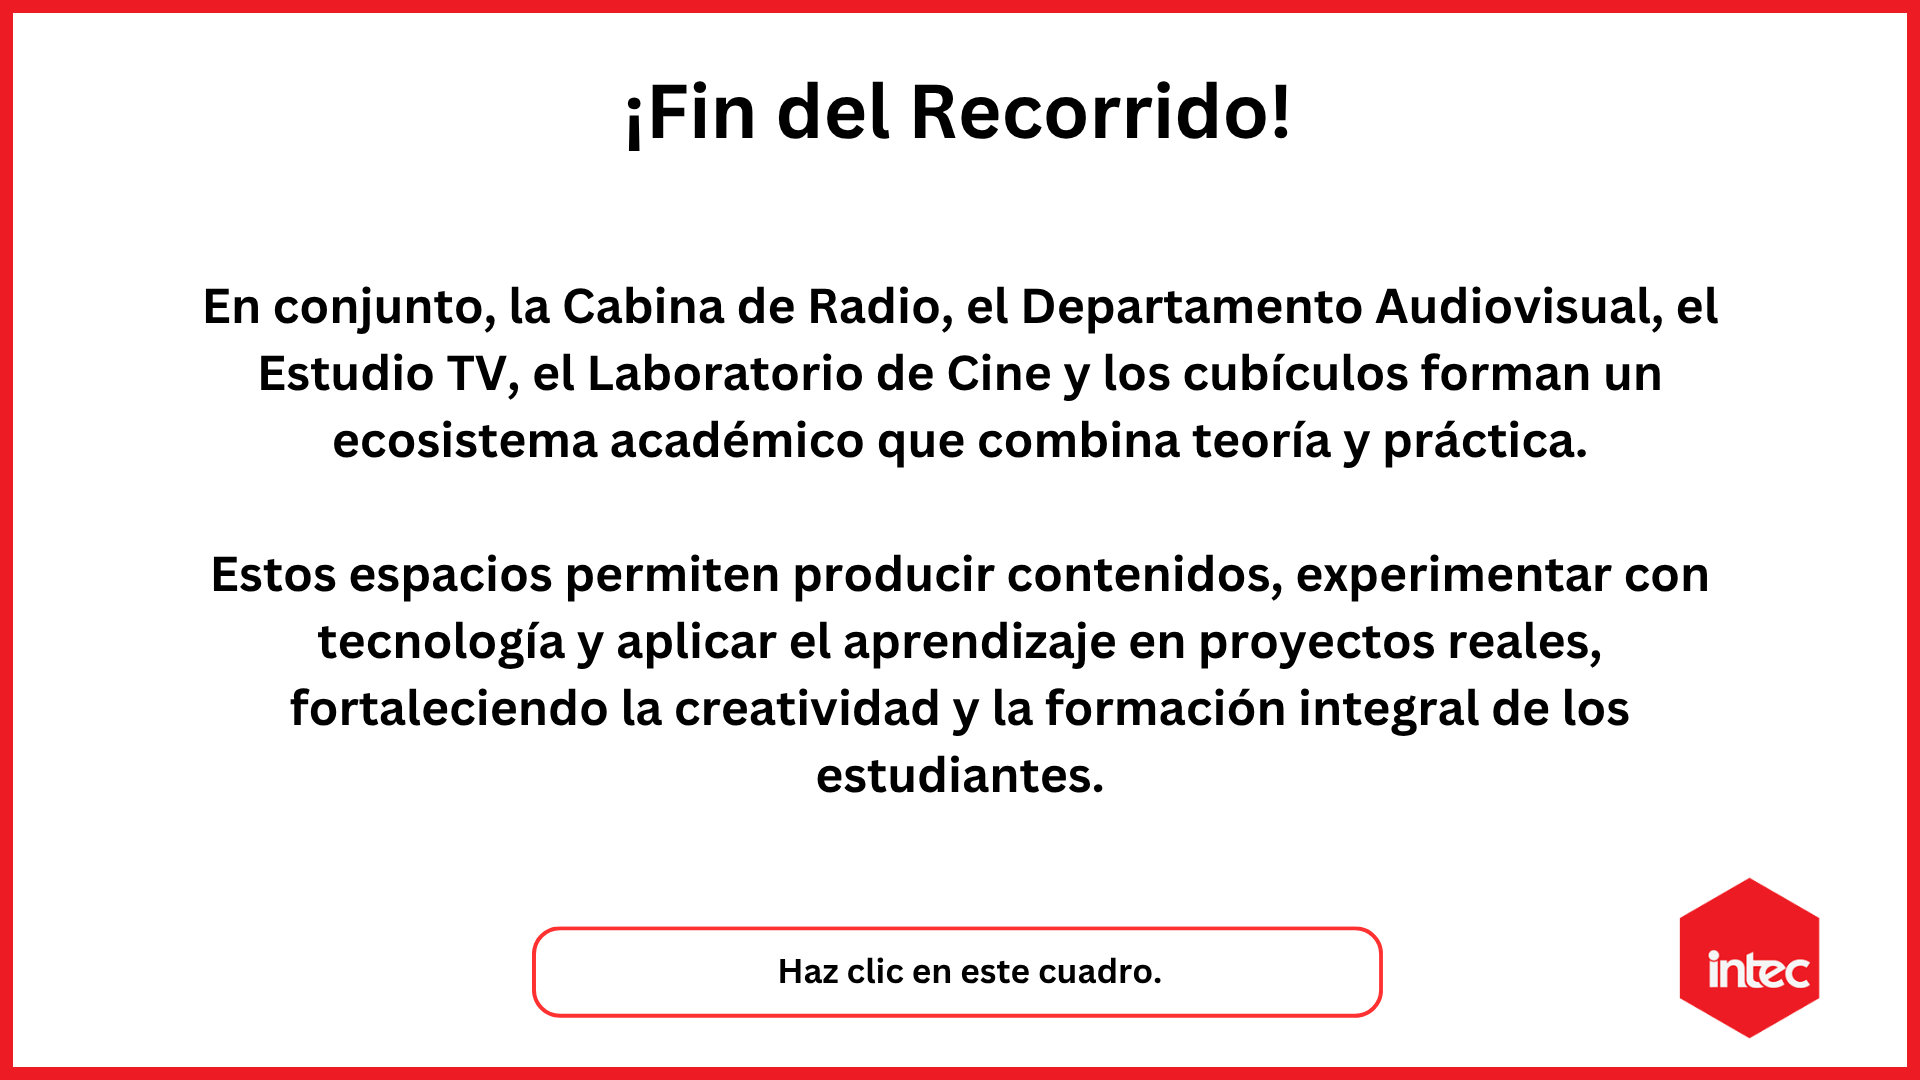 ¡Fin del Recorrido!
En conjunto, la Cabina de Radio, el Departamento Audiovisual, el
Estudio TV, el Laboratorio de Cine y los cubículos forman un
ecosistema académico que combina teoría y práctica.
Estos espacios permiten producir contenidos, experimentar con
tecnología y aplicar el aprendizaje en proyectos reales,
fortaleciendo la creatividad y la formación integral de los
estudiantes.
Haz clic en este cuadro.
intec